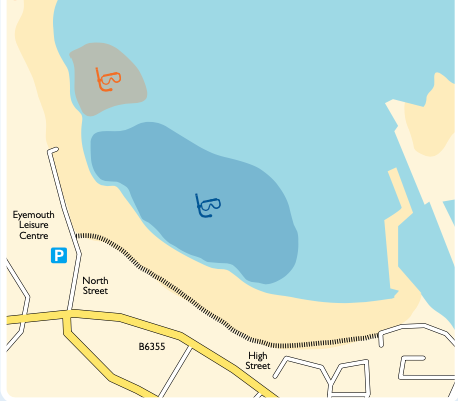 Eyemouth
Leisure
Centre
P
North
Street
B6355
High
Street